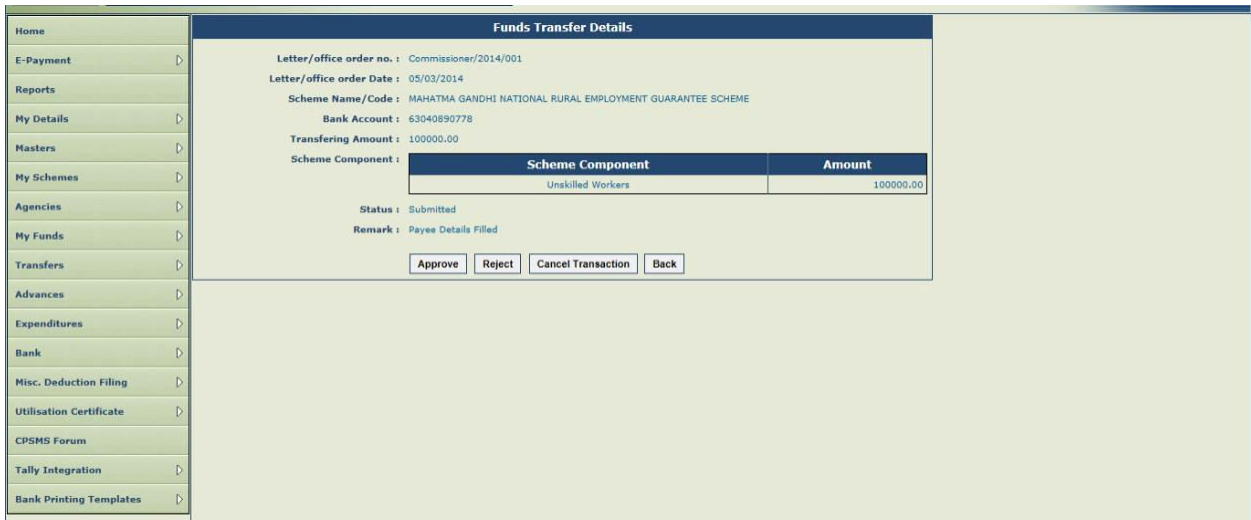 Home
E-Payment
Reports
My Details
Masters
My Schemes
Agencies
My Funds
Transfers
Advances
Expenditures
Bank
Misc. Deduction Filing
Utilisation Certificate
CPSMS Forum
Tally Integration
Bank Printing Templates
Funds Transfer Details
Letter/office order no. : Commissioner/2014/001
Letter/office order Date : 05/03/2014
Scheme Name/Code : MAHATMA GANDHI NATIONAL RURAL EMPLOYMENT GUARANTEE SCHEME
Bank Account : 63040890778
Transfering Amount : 100000.00
Scheme Component :
Scheme Component Amount
Unskilled Workers 100000.00
Status : Submitted
Remark : Payee Details Filled
Approve Reject Cancel Transaction Back